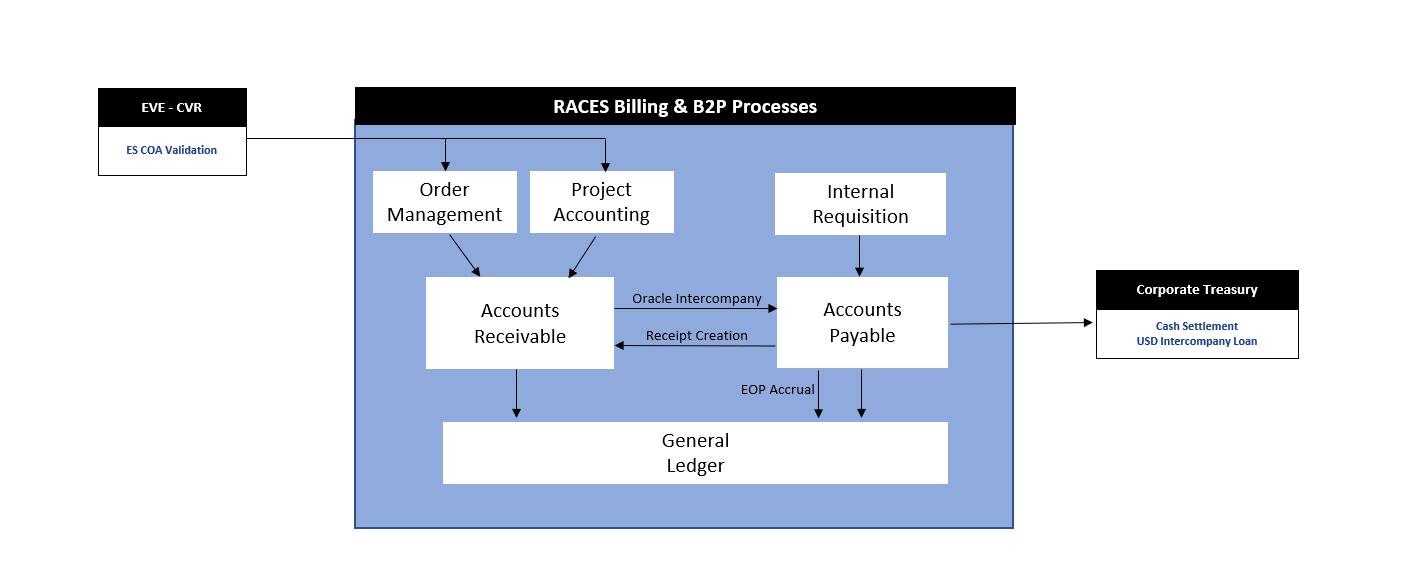 RACES Billing & B2P Processes
EVE - CVR
ES COA Validation
Order
Management
Project
Accounting
Internal
Requisition
Accounts
Receivable
Oracle Intercompany
Receipt Creation
Accounts
Payable
Corporate Treasury
Cash Settlement
USD Intercompany Loan
EOP Accrual
General
Ledger